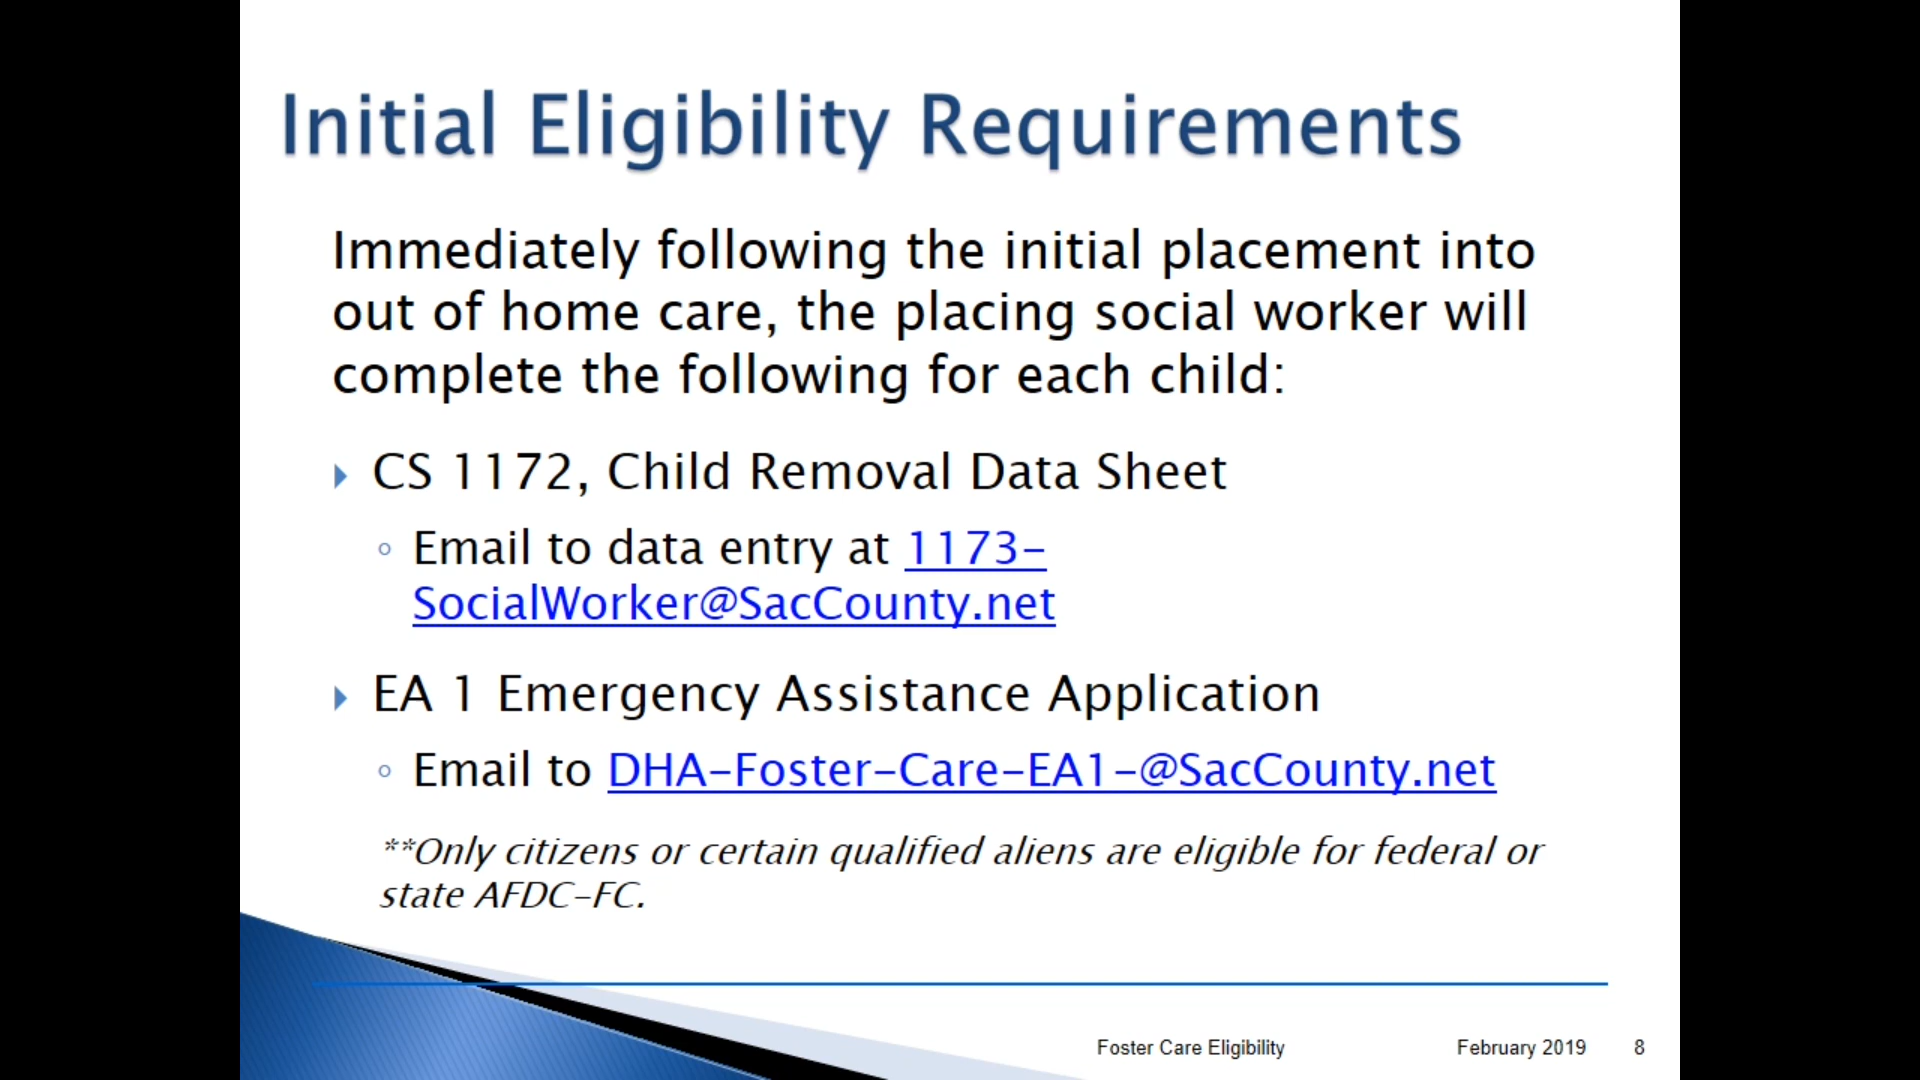 Initial Eligibility Requirements
Immediately following the initial placement into
out of home care, the placing social worker will
complete the following for each child:
CS 1172, Child Removal Data Sheet
Email to data entry at 1173-
SocialWorker@SacCounty.net
EA 1 Emergency Assistance Application
Email to DHA-Foster-Care-EA1-@SacCounty.net
**Only citizens or certain qualified aliens are eligible for federal or
state AFDC-FC.
Foster Care Eligibility February 2019 8